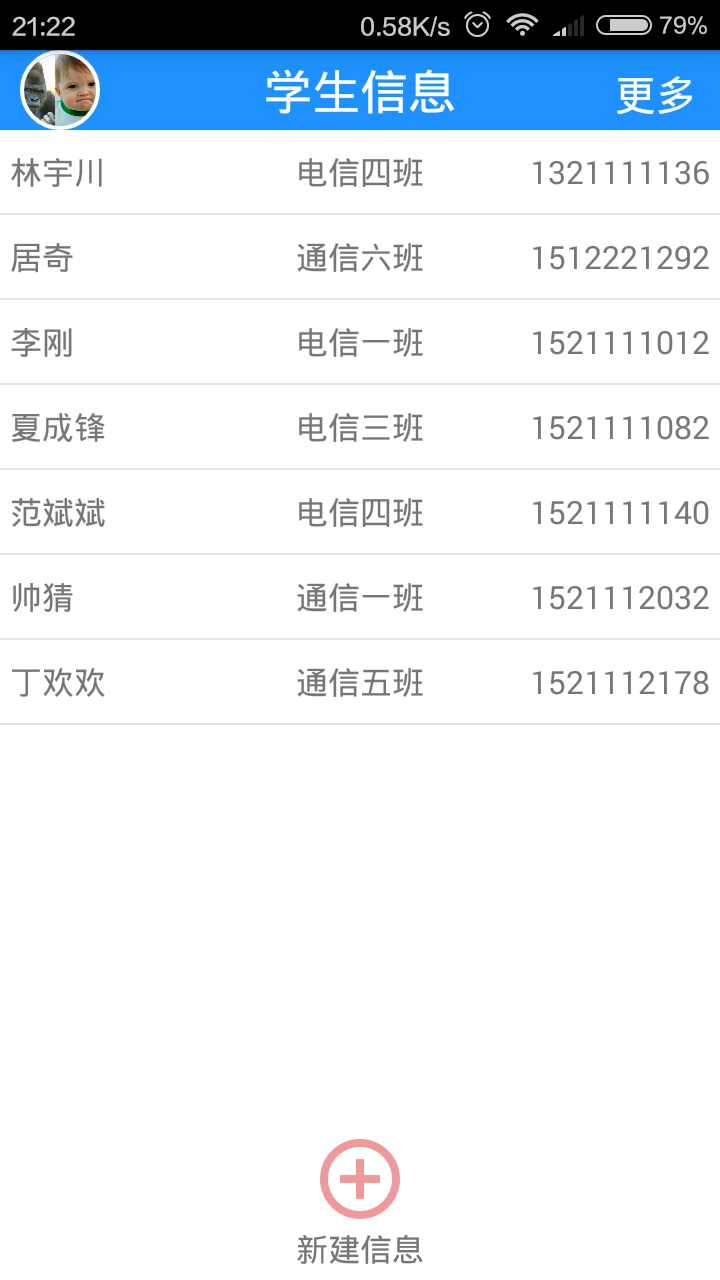 21:22 0.58K/s 79%
学生信息 更多
林宇川 电信四班 1321111136
居奇 通信六班 1512221292
李刚 电信一班 1521111012
夏成锋 电信三班 1521111082
范斌斌 电信四班 1521111140
帅猜 通信一班 1521112032
丁欢欢 通信五班 1521112178
新建信息